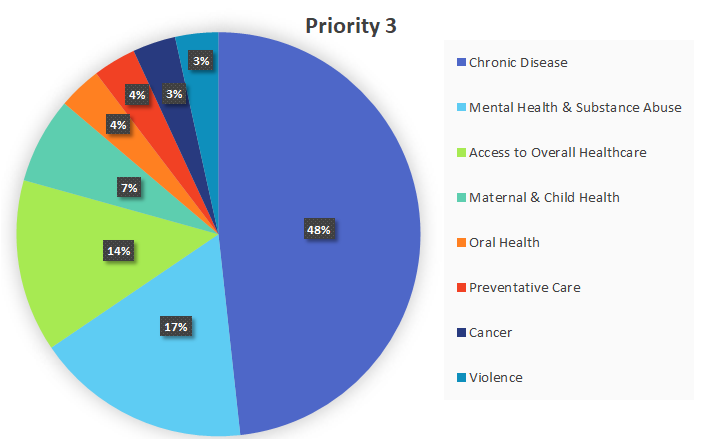 Priority 3
3%
3%
4%
4%
7%
14%
17%
48%
Chronic Disease
Mental Health & Substance Abuse
Access to Overall Healthcare
Maternal & Child Health
Oral Health
Preventative Care
Cancer
Violence